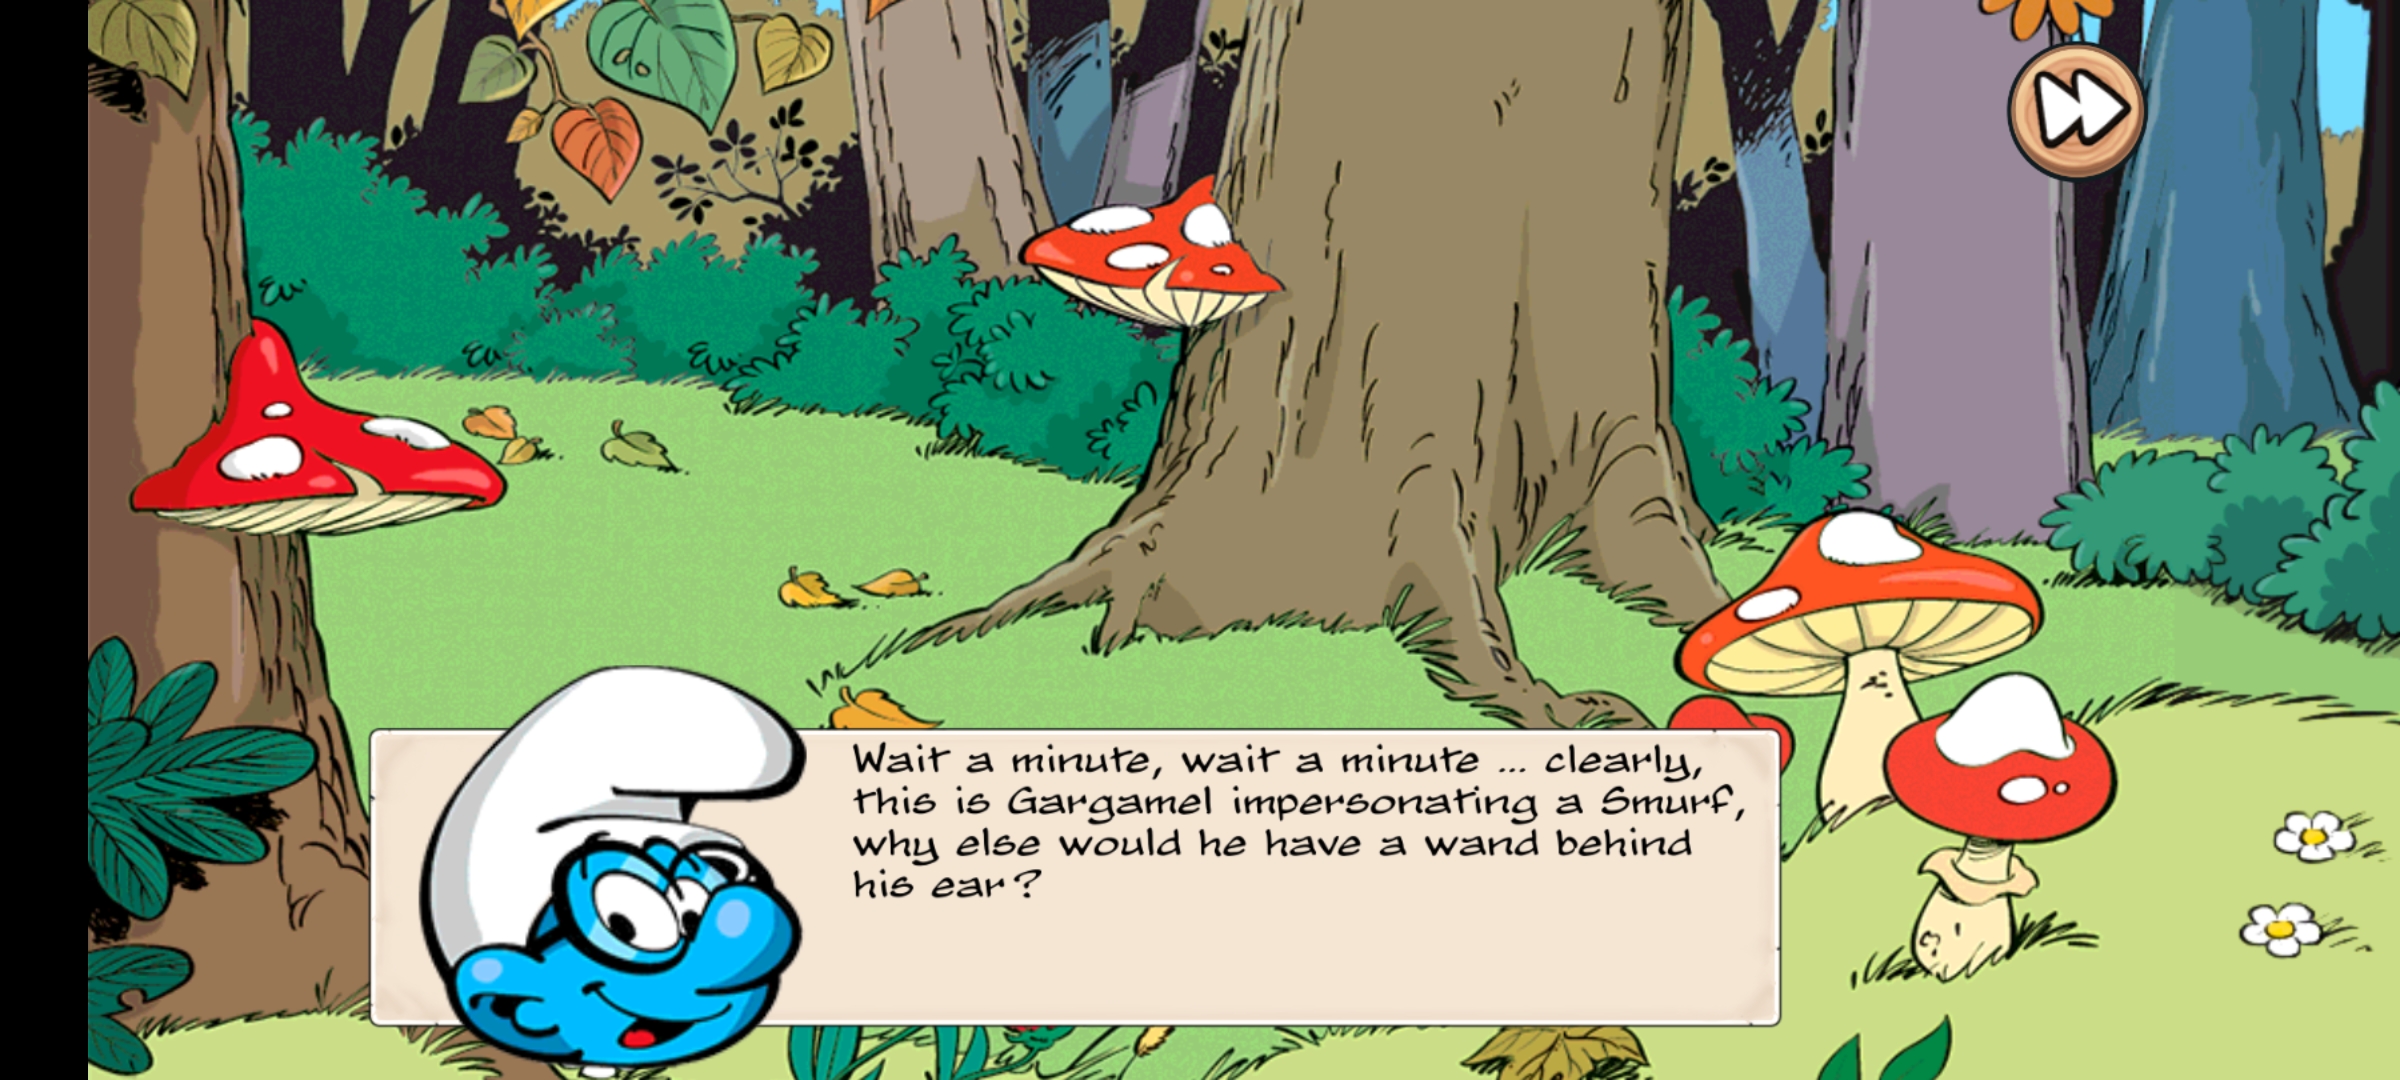 Wait a minute, wait a minute ... clearly,
this is Gargamel impersonating a Smurf,
why else would he have a wand behind
his ear?